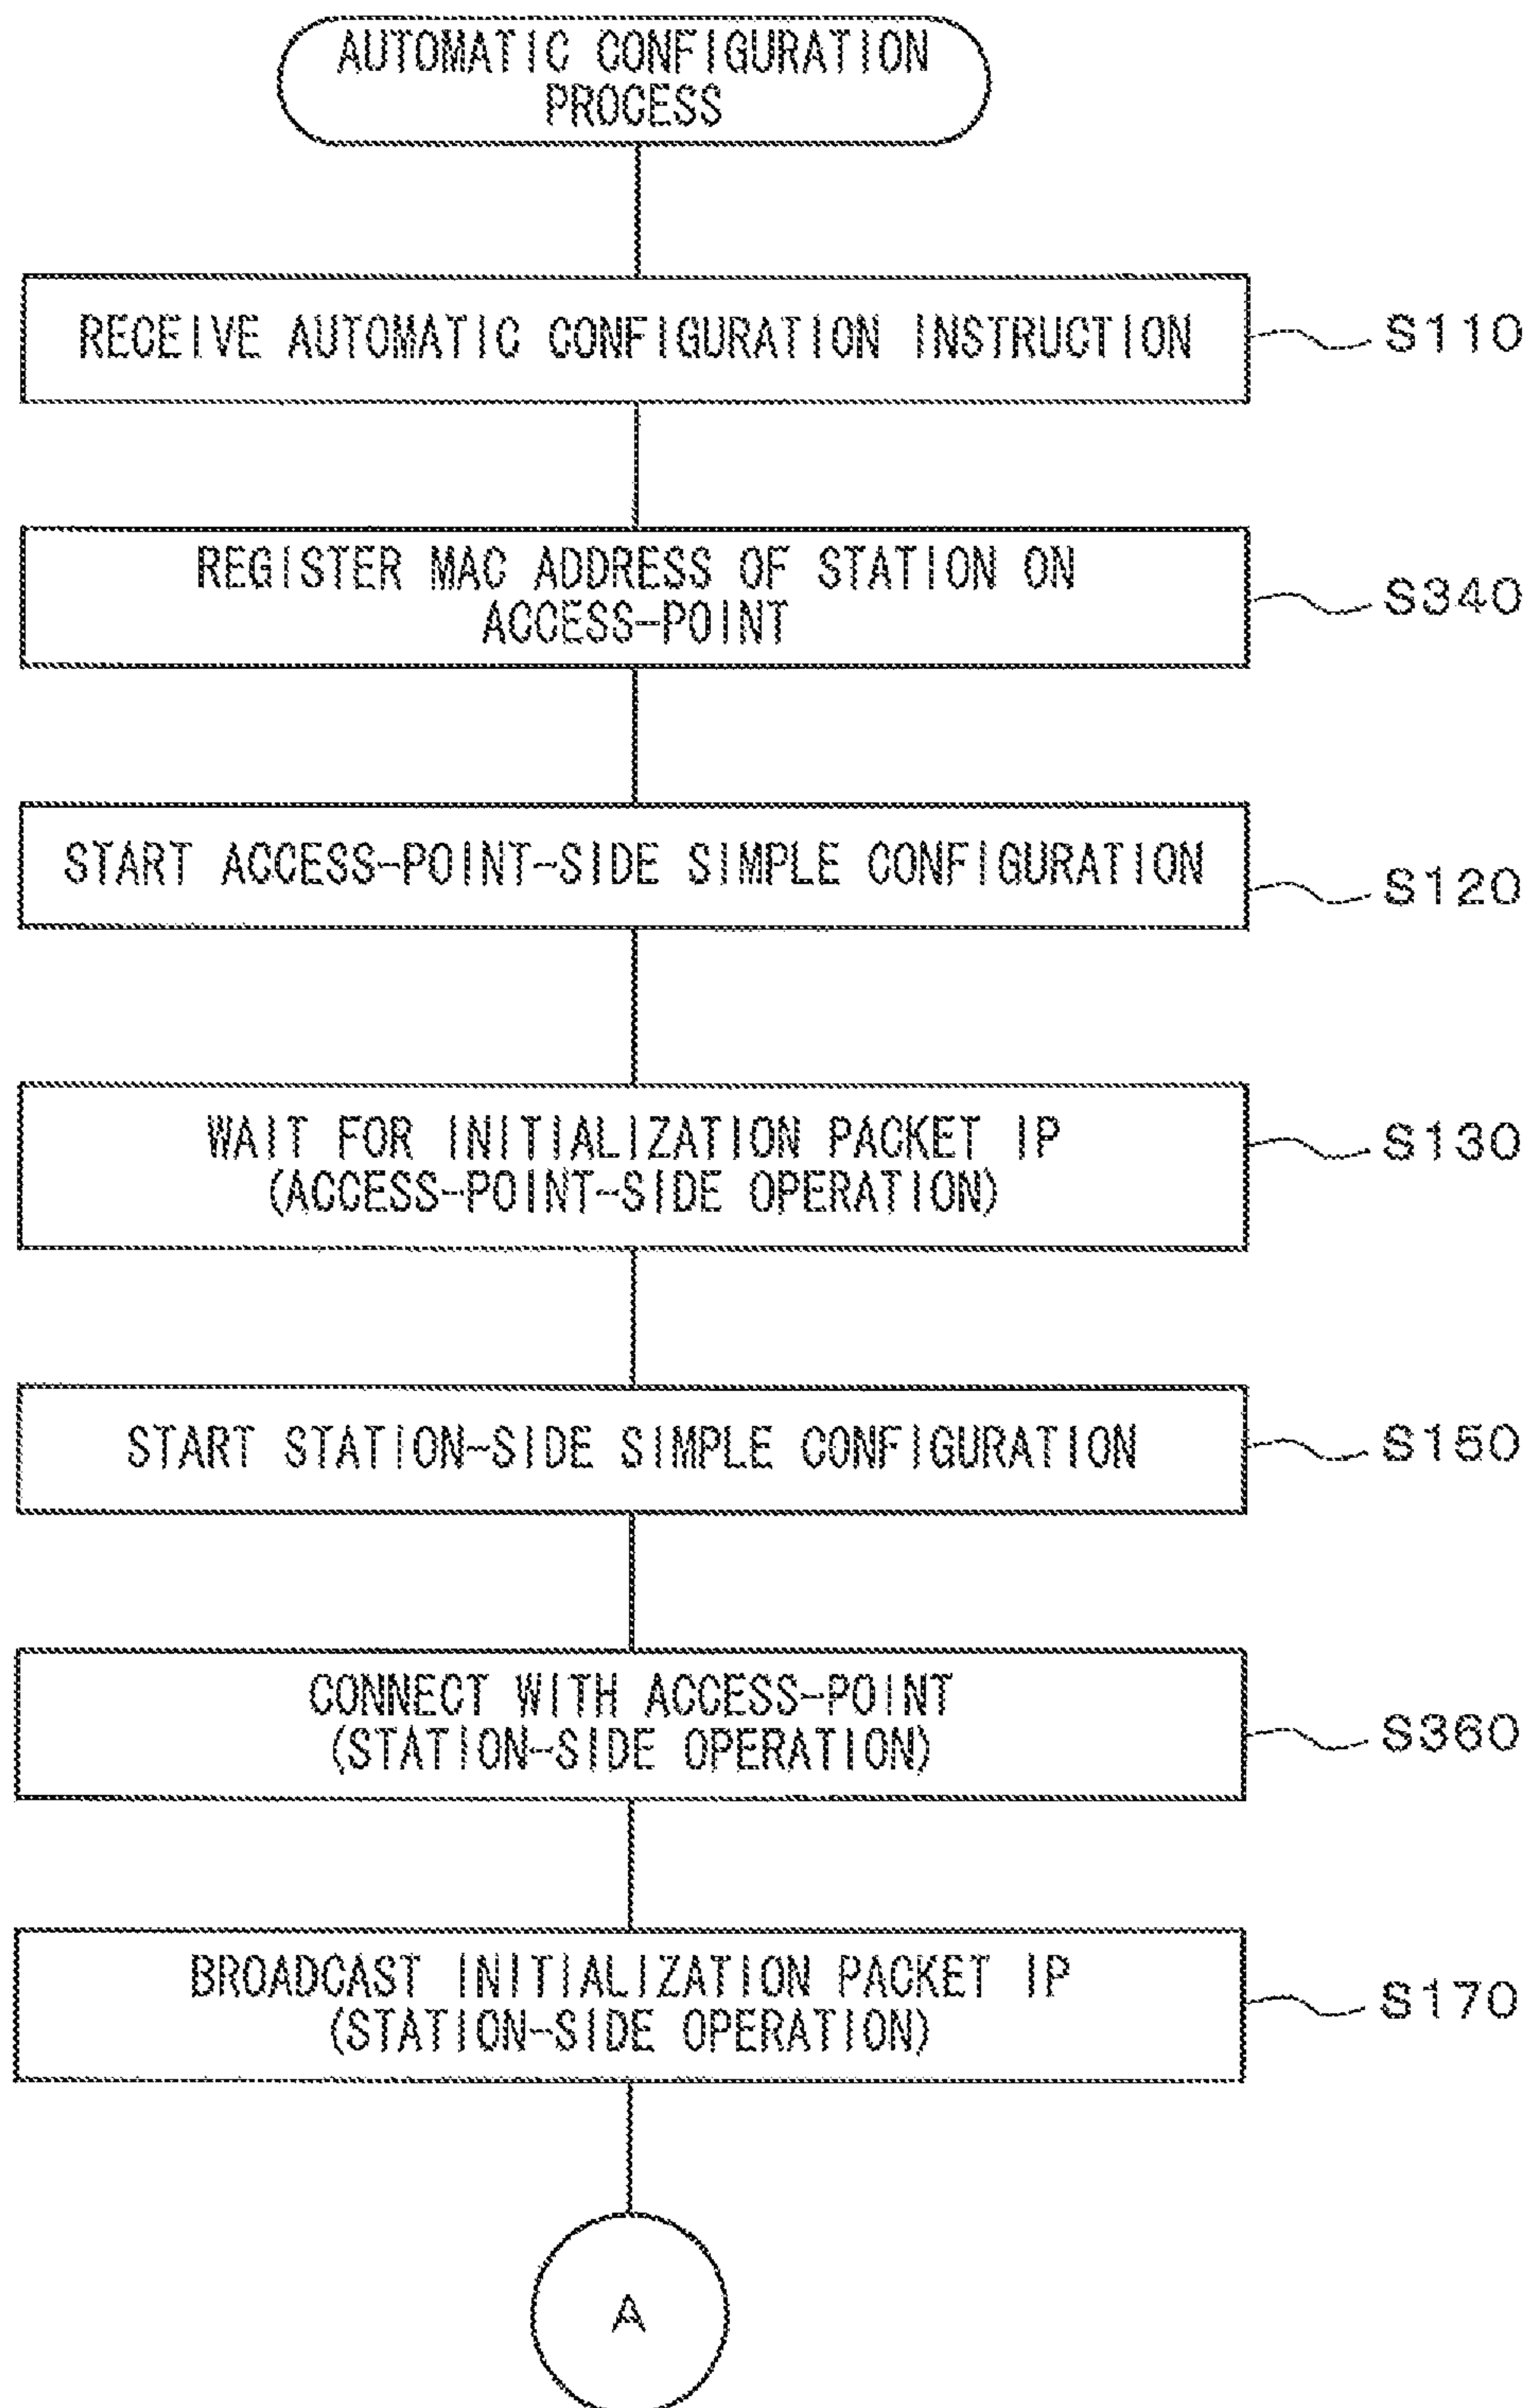 AUTOMATIC CONFIGURATION
PROCESS
RECEIVE AUTOMATIC CONFIGURATION INSTRUCTION
S110
REGISTER MAC ADDRESS OF STATION ON
ACCESS-POINT
S340
START ACCESS-POINT-SIDE SIMPLE CONFIGURATION
S120
WAIT FOR INITIALIZATION PACKET IP
(ACCESS-POINT-SIDE OPERATION)
S130
START STATION-SIDE SIMPLE CONFIGURATION
S150
CONNECT WITH ACCESS-POINT
(STATION-SIDE OPERATION)
S360
BROADCAST INITIALIZATION PACKET IP
(STATION-SIDE OPERATION)
S170
A